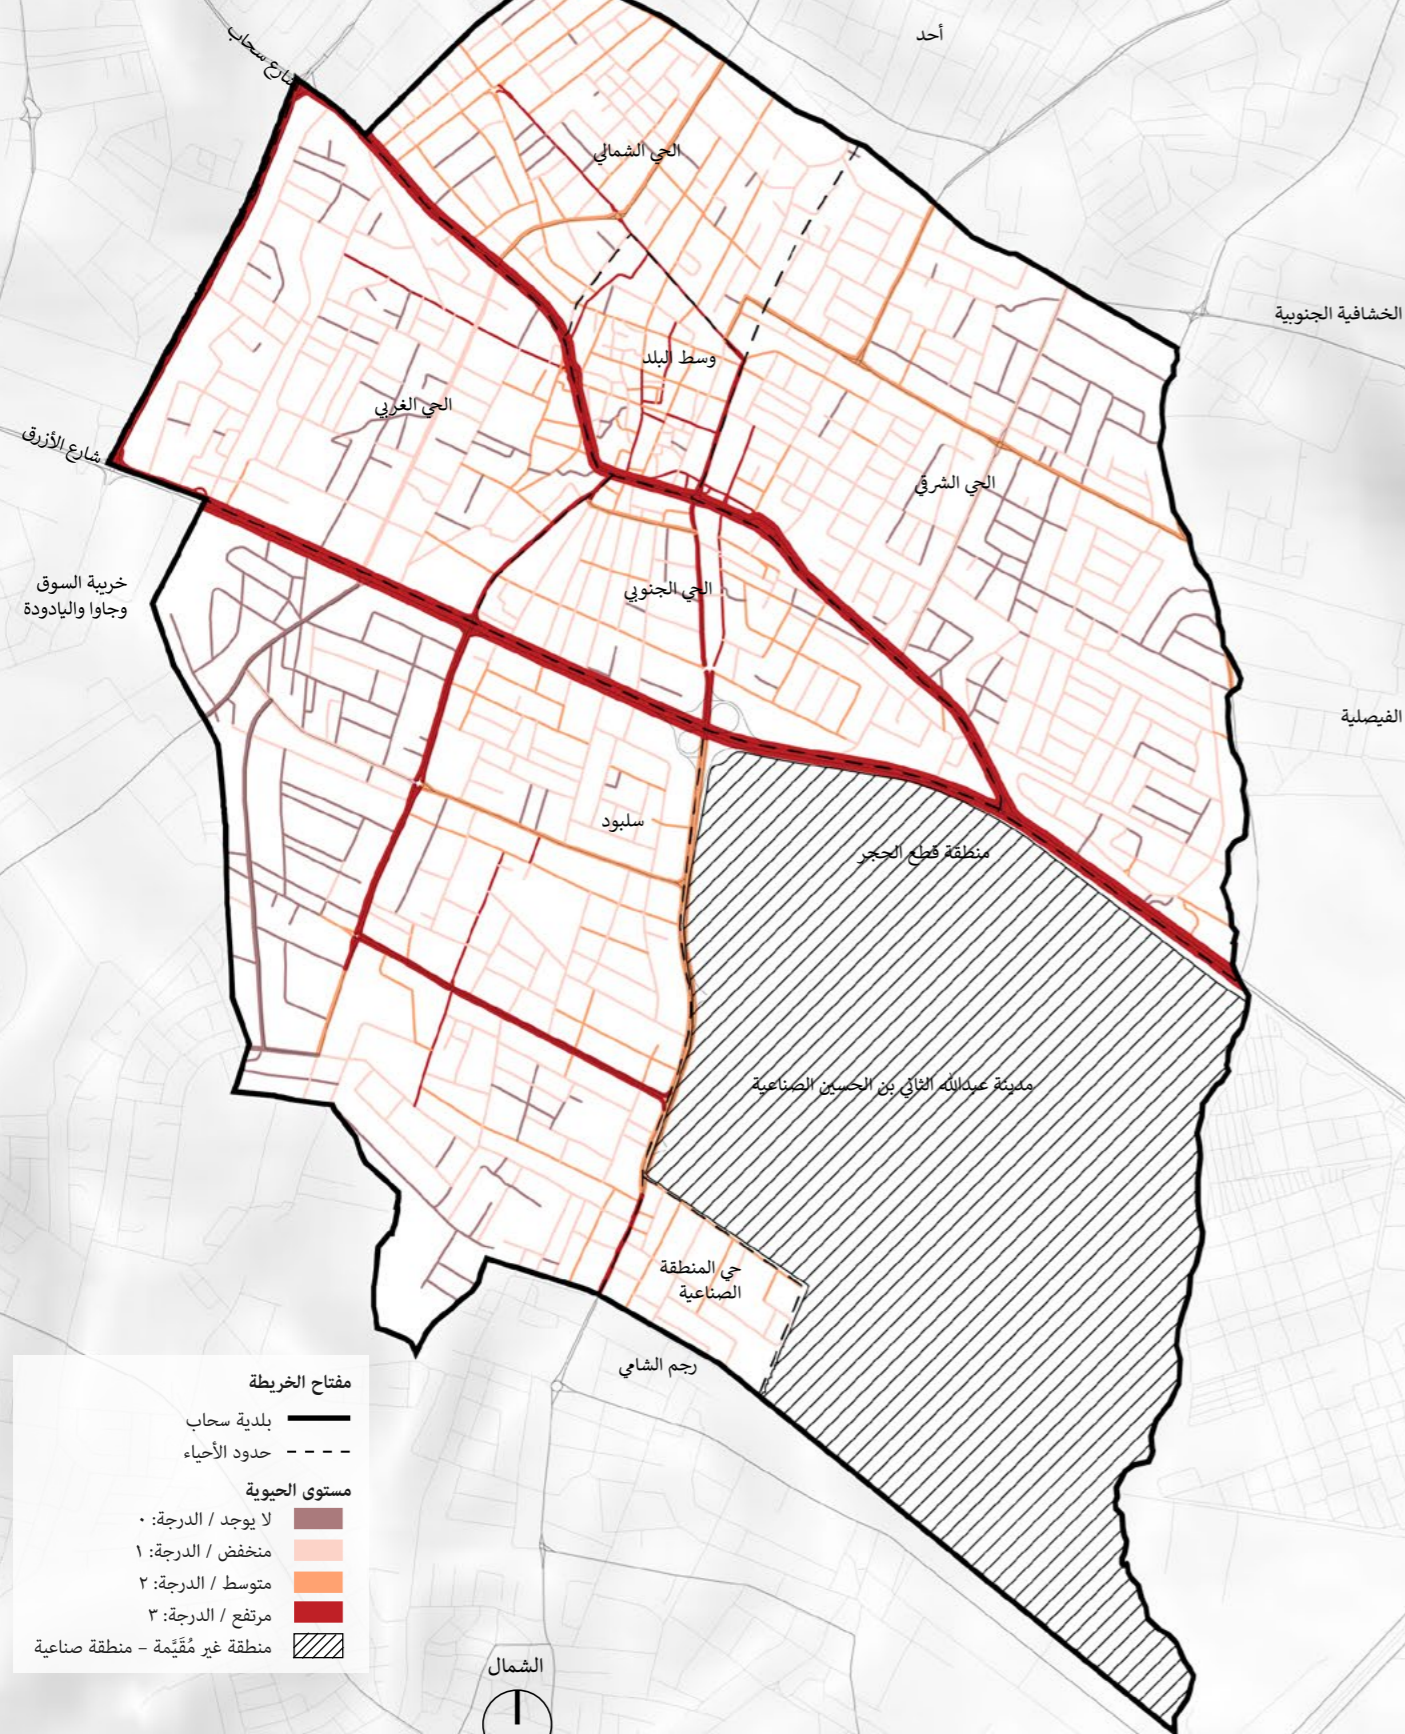 أحد
شارع سحاب
الحي الشمالي
الخشافية الجنوبية
وسط البلد
الحي الغربي
شارع الأزرق
الحي الشرقي
خريبة السوق
وجاوا واليادودة
الحي الجنوبي
الفيصلية
سلبود
منطقة قطع الحجر
مدينة عبدالله الثاني بن الحسين الصناعية
حي المنطقة
الصناعية
رجم الشامي
مفتاح الخريطة
بلدية سحاب
حدود الأحياء
مستوى الحيوية
لا يوجد / الدرجة: ٠
منخفض / الدرجة: ١
متوسط / الدرجة: ٢
مرتفع / الدرجة: ٣
منطقة غير مُقَيَّمة – منطقة صناعية
الشمال